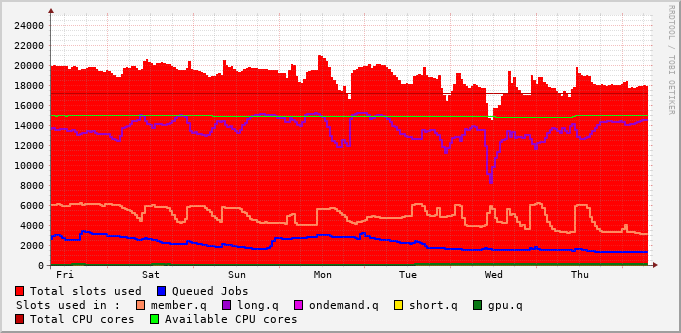 24000
22000
20000
18000
16000
14000
12000
10000
8000
6000
4000
2000
0
Fri Sat Sun Mon Tue Wed Thu
Total slots used Queued Jobs
Slots used in : member.q long.q ondemand.q short.q gpu.q
Total CPU cores Available CPU cores
RRDTOOL / TOBI OETIKER